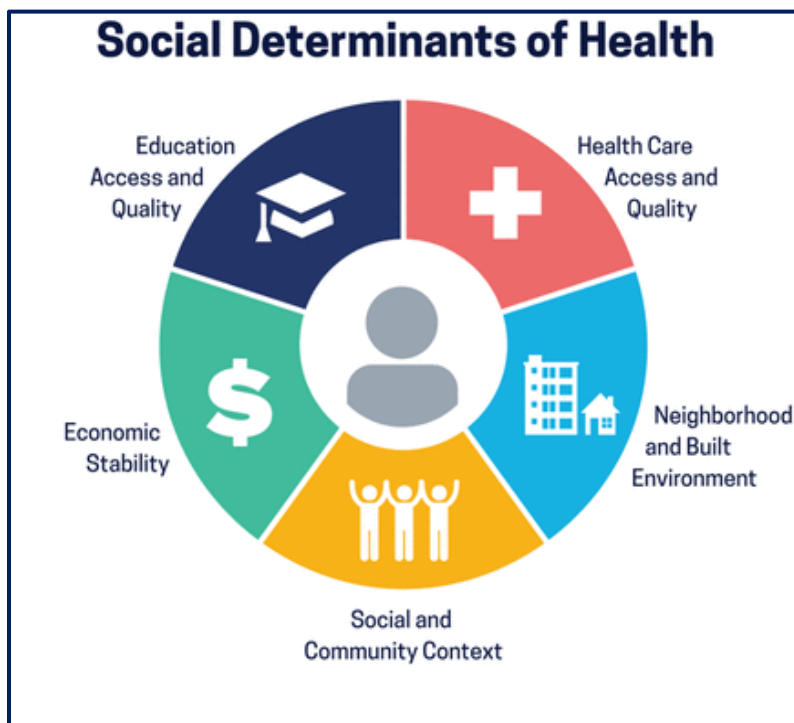 Social Determinants of Health
Education
Access and
Quality
Health Care
Access and
Quality
$
Economic
Stability
Neighborhood
and Built
Environment
Social and
Community Context